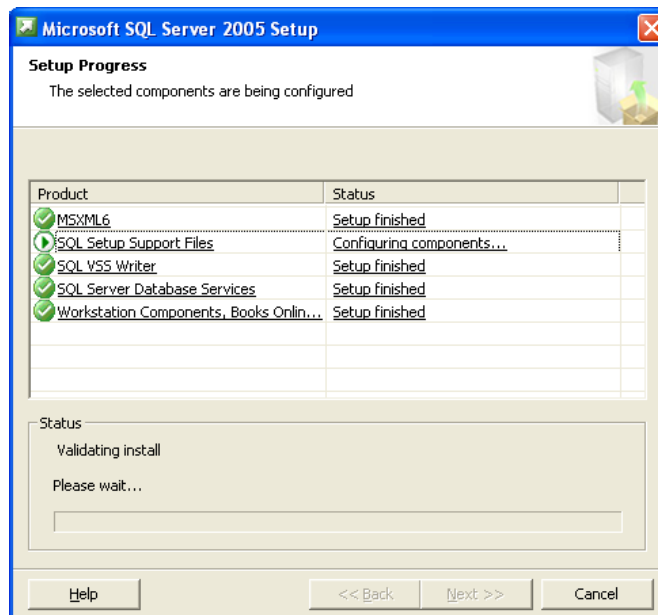 Microsoft SQL Server 2005 Setup
Setup Progress
The selected components are being configured
Product Status
MSXML6 Setup finished
SQL Setup Support Files Configuring components...
SQL VSS Writer Setup finished
SQL Server Database Services Setup finished
Workstation Components, Books Onlin... Setup finished
Status
Validating install
Please wait...
Help << Back Next >> Cancel